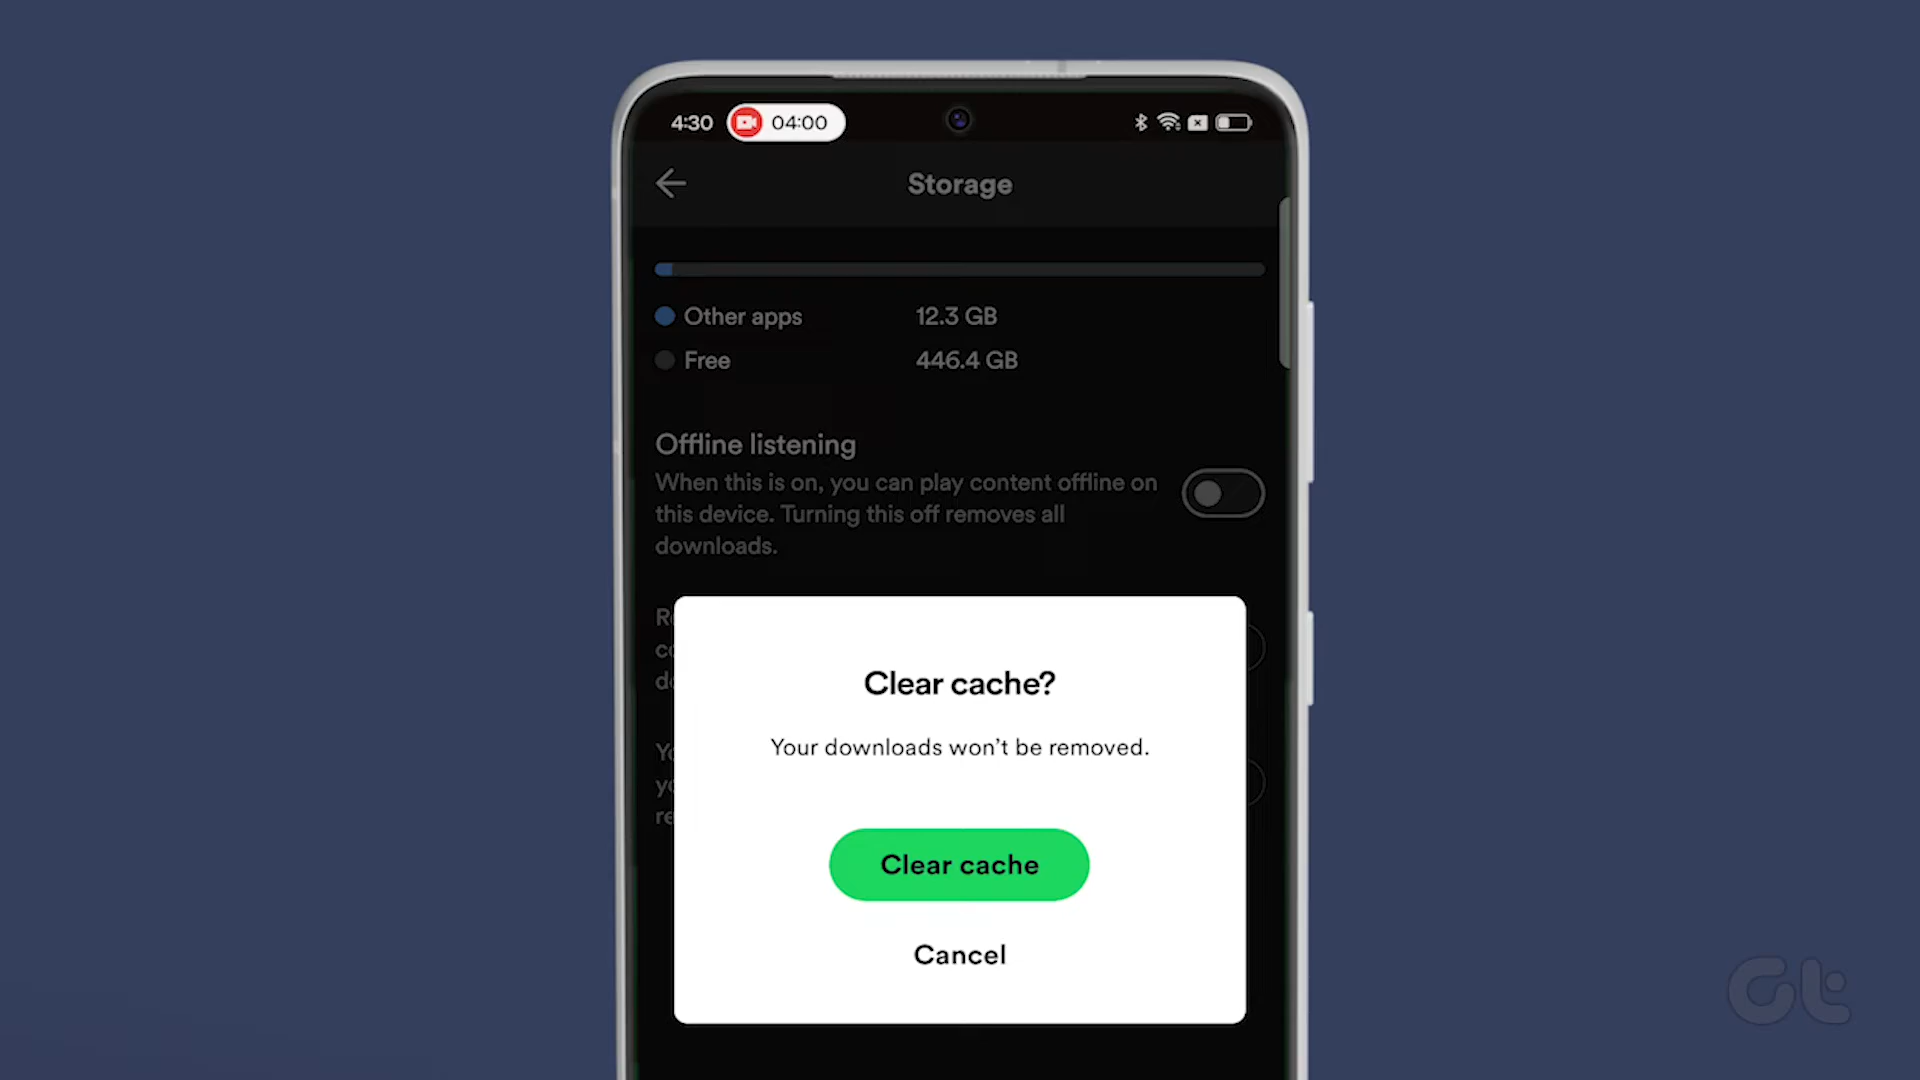 4:30 04:00
Storage
Other apps 12.3 GB
Free 446.4 GB
Offline listening
When this is on, you can play content offline on
this device. Turning this off removes all
downloads.
Clear cache?
Your downloads won't be removed.
Clear cache
Cancel
Gt